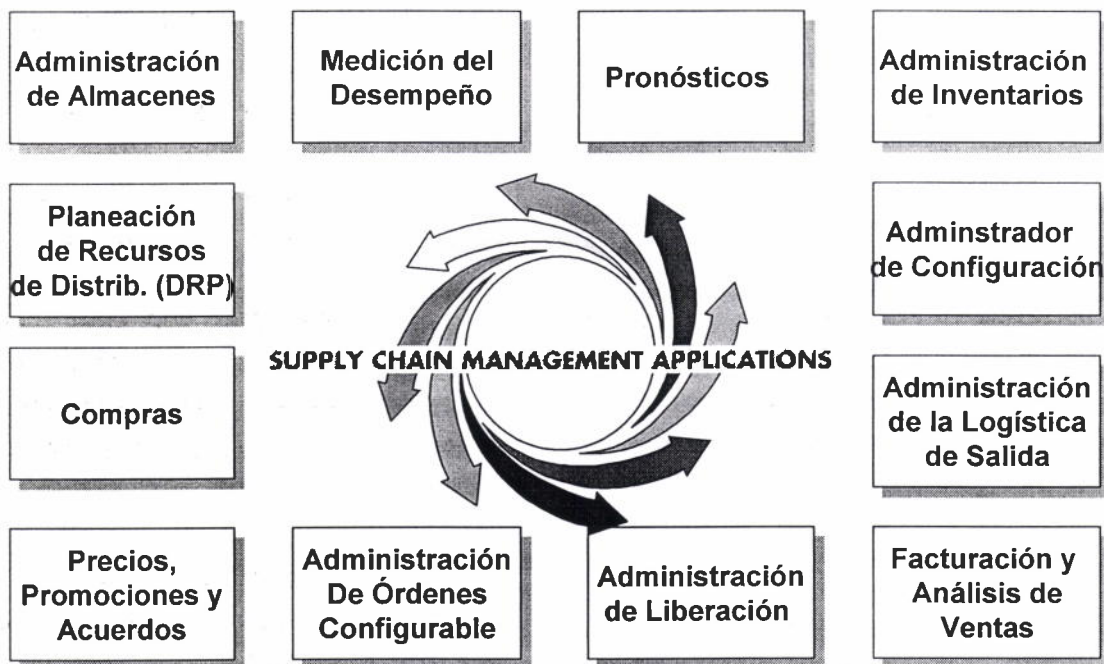 Administración
de Almacenes
Medición del
Desempeño
Pronósticos
Administración
de Inventarios
Planeación
de Recursos
de Distrib. (DRP)
Adminstrador
de Configuración
SUPPLY CHAIN MANAGEMENT APPLICATIONS
Compras
Administración
de la Logística
de Salida
Precios,
Promociones y
Acuerdos
Administración
De Órdenes
Configurable
Administración
de Liberación
Facturación y
Análisis de
Ventas